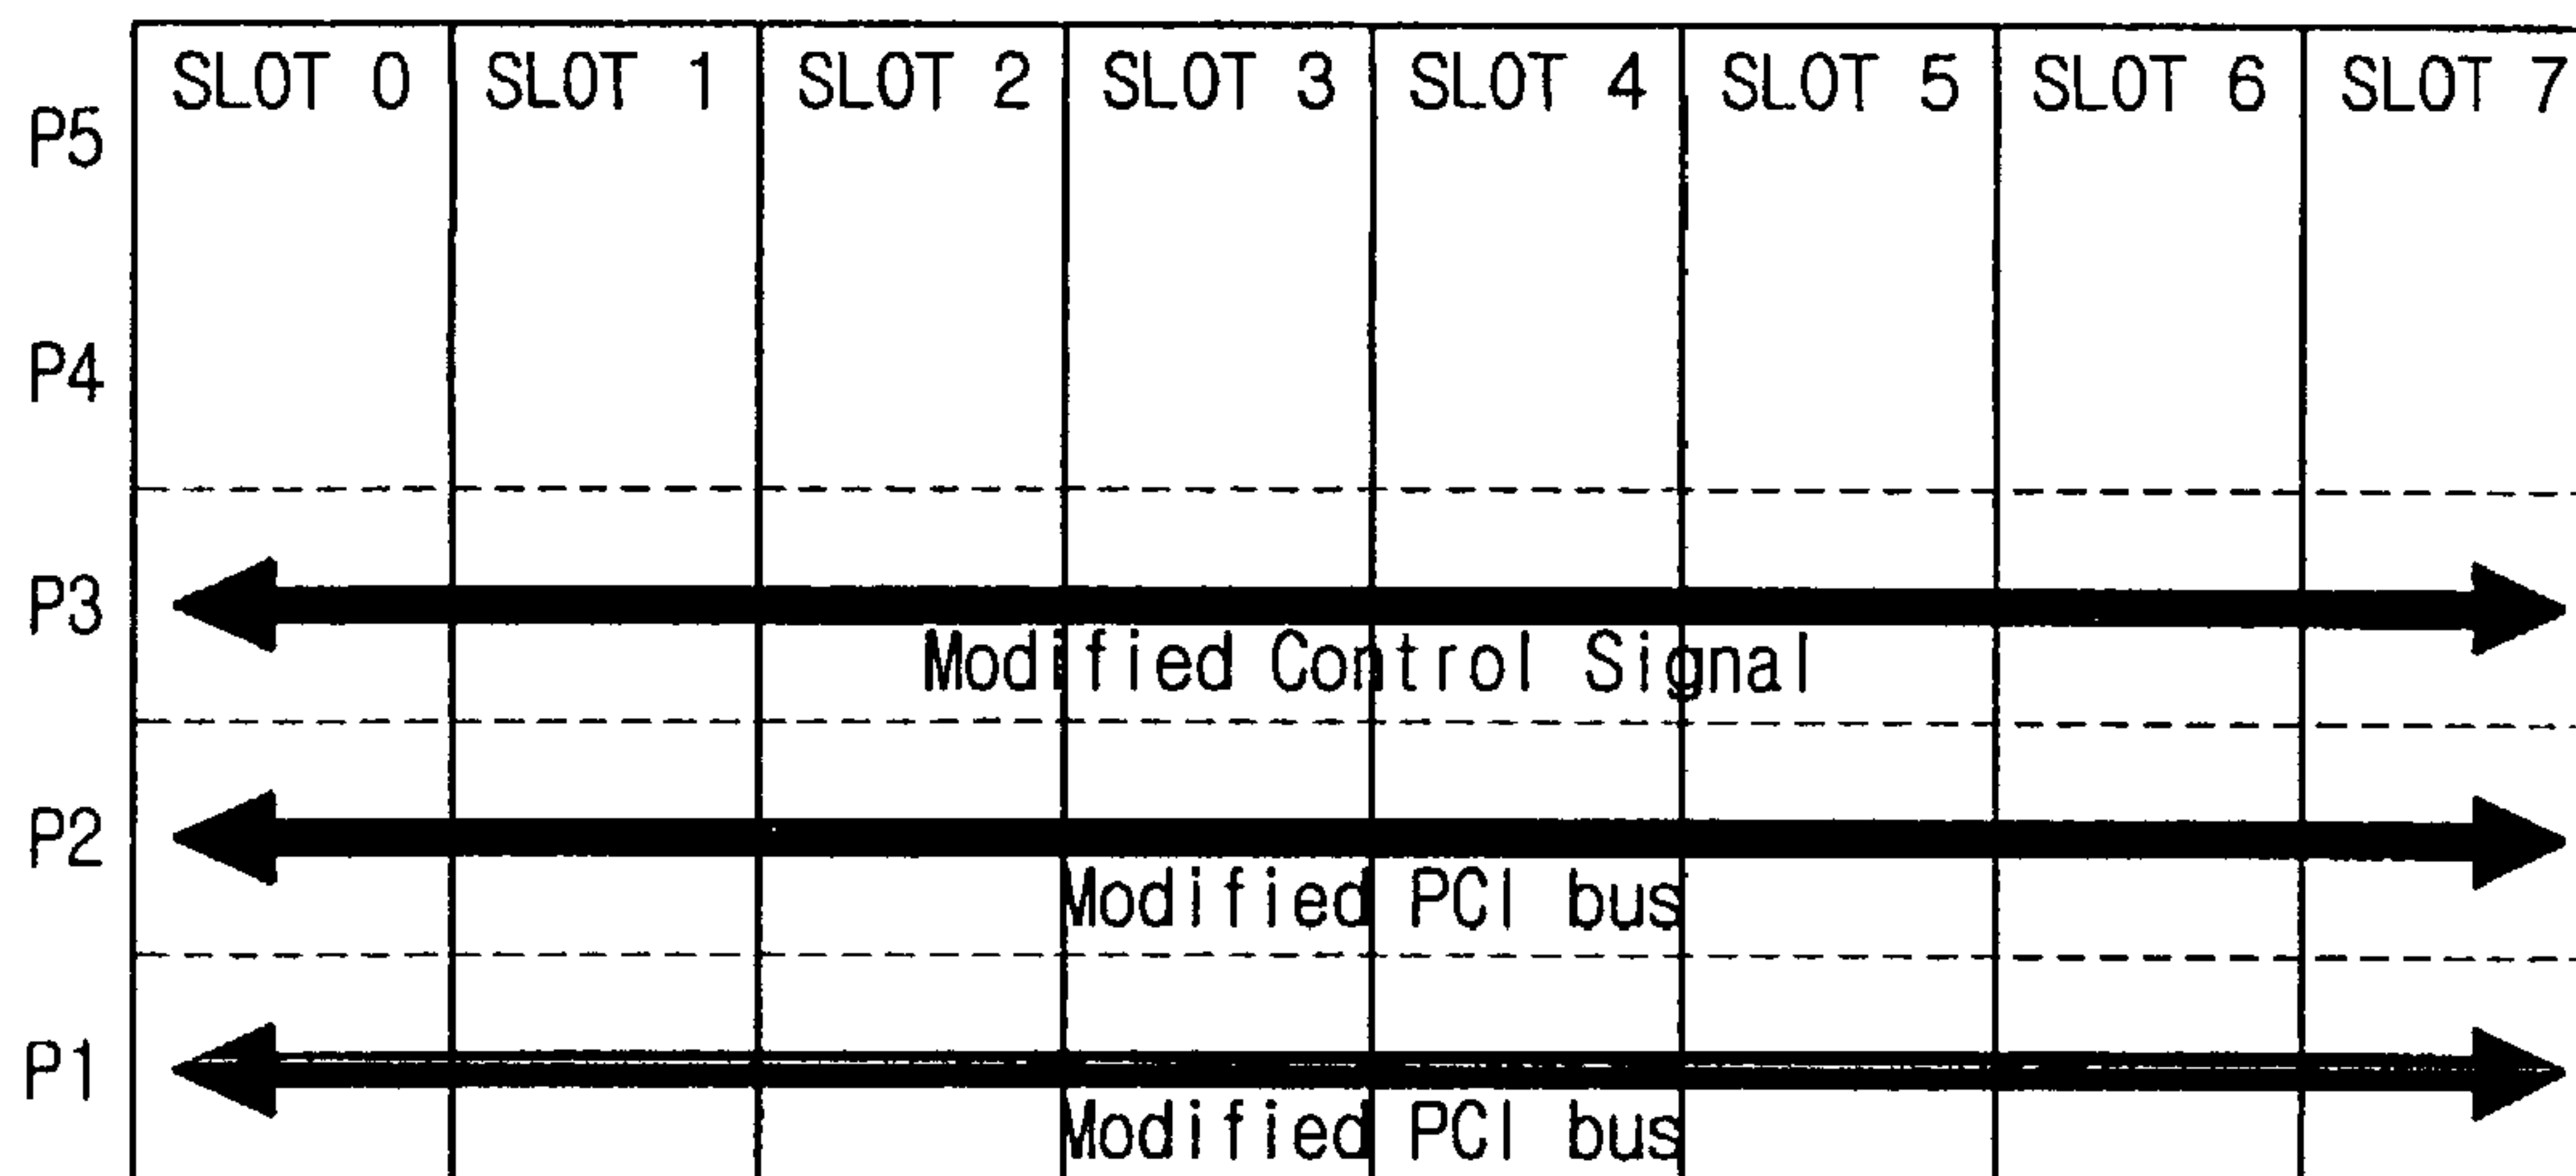 SLOT 0 SLOT 1 SLOT 2 SLOT 3 SLOT 4 SLOT 5 SLOT 6 SLOT 7
P5
P4
P3
Modified Control Signal
P2
Modified PCI bus
P1
Modified PCI bus